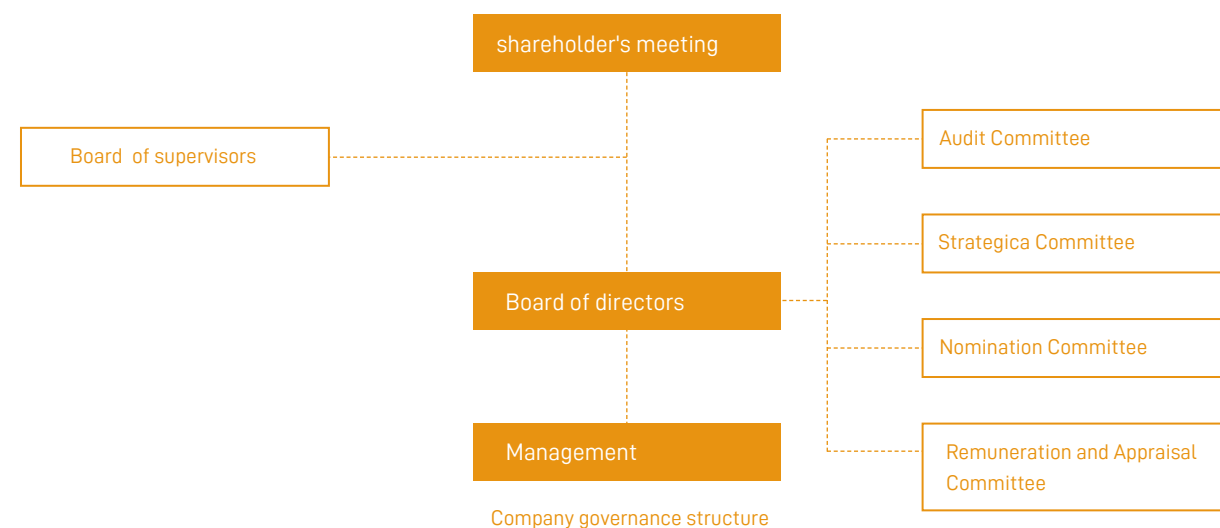 shareholder's meeting
Board of supervisors
Audit Committee
Strategica Committee
Board of directors
Nomination Committee
Management
Remuneration and Appraisal
Committee
Company governance structure